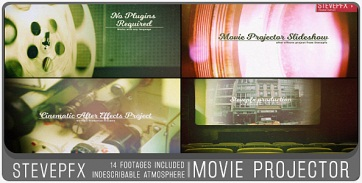 No Plugins
Required
Movie Projector Slideshow
STEVEPFX
Cinematic After Effects Project
STEVEPFX
14 FOOTAGES INCLUDED
INDESCRIBABLE ATMOSPHERE
MOVIE PROJECTOR